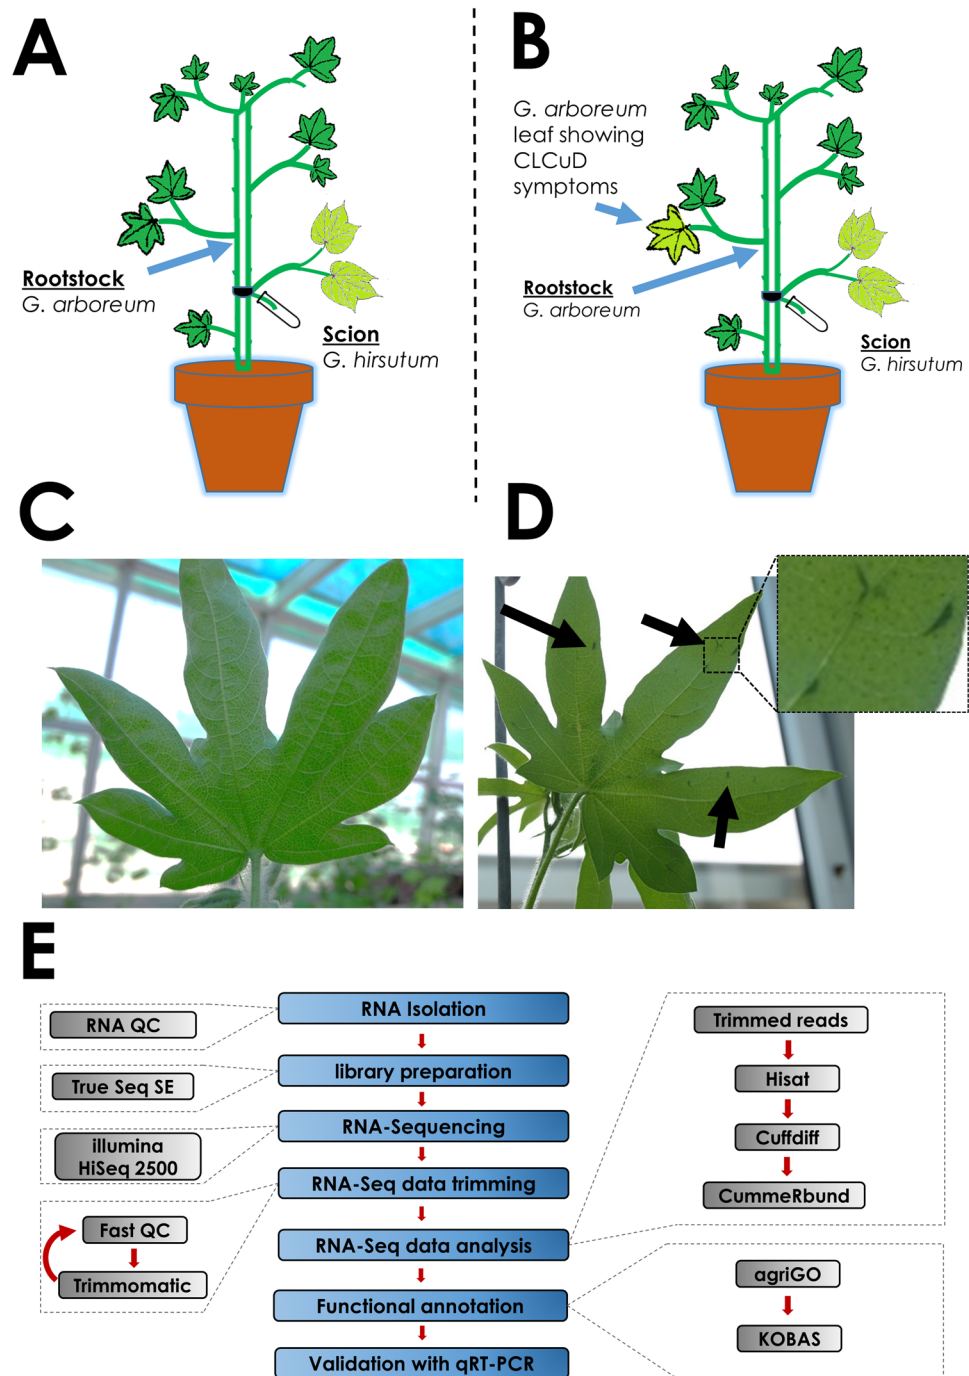 A
Rootstock
G. arboreum
Scion
G. hirsutum
B
G. arboreum
leaf showing
CLCuD
symptoms
Rootstock
G. arboreum
Scion
G. hirsutum
C
D
E
RNA QC
True Seq SE
illumina
HiSeq 2500
Fast QC
Trimmomatic
RNA Isolation
library preparation
RNA-Sequencing
RNA-Seq data trimming
RNA-Seq data analysis
Functional annotation
Validation with qRT-PCR
Trimmed reads
Hisat
Cuffdiff
CummeRbund
agriGO
KOBAS